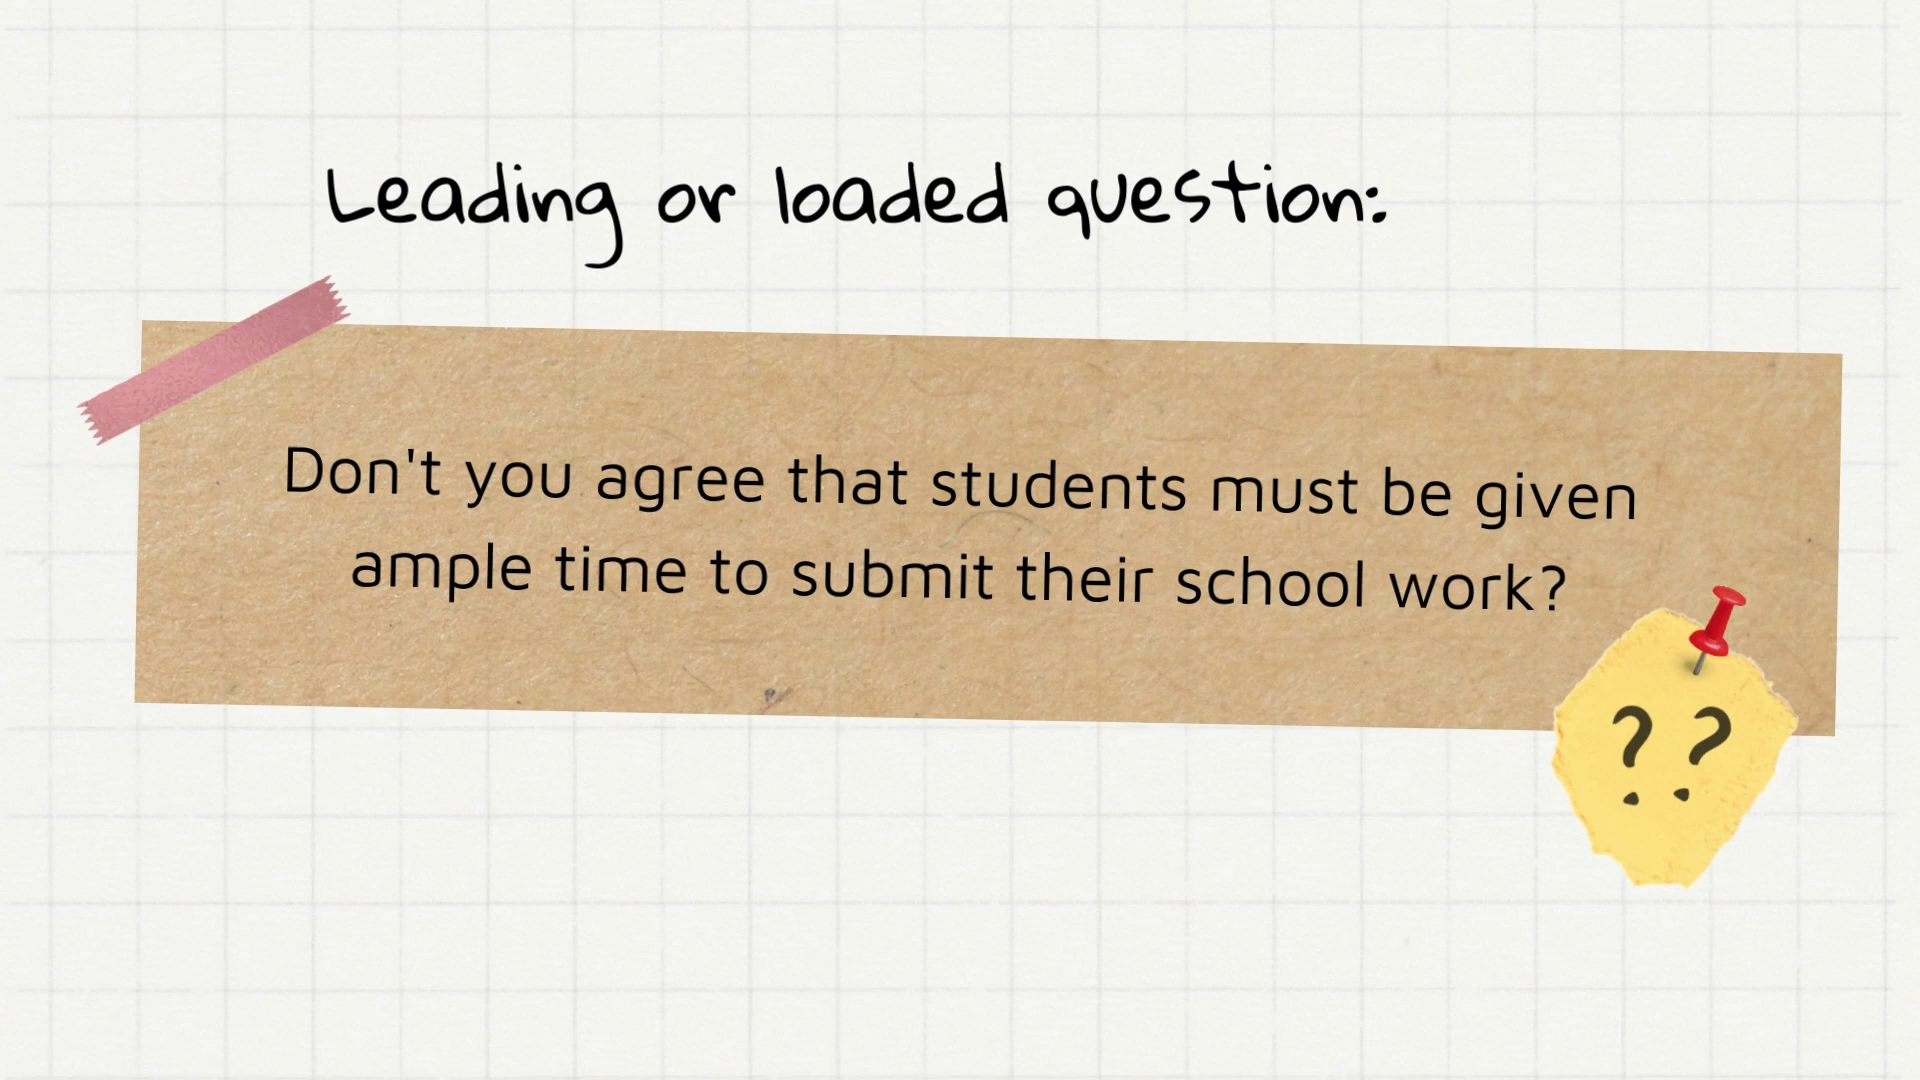 Leading or loaded question:
Don't you agree that students must be given
ample time to submit their school work?
? ?